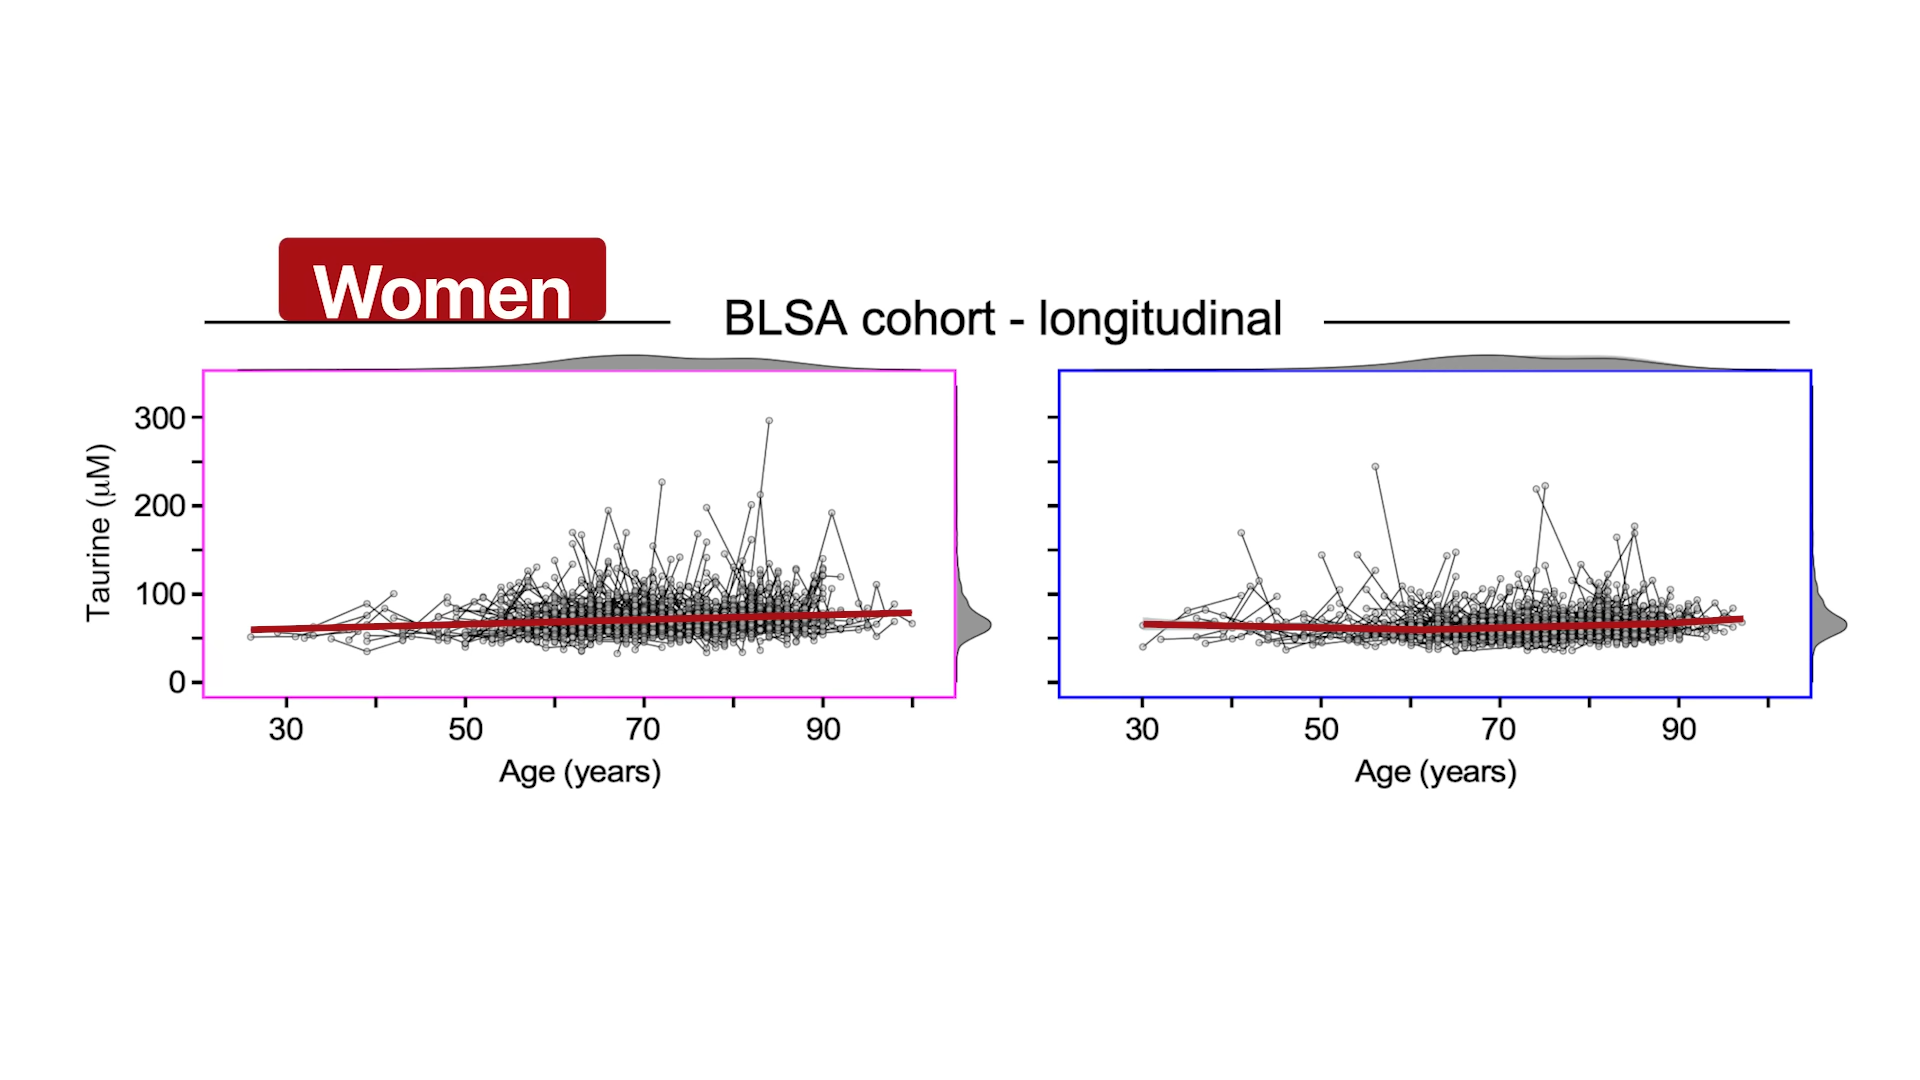 Women
BLSA cohort - longitudinal
Taurine (μM)
300
200
100
0
30 50 70 90
Age (years)
30 50 70 90
Age (years)